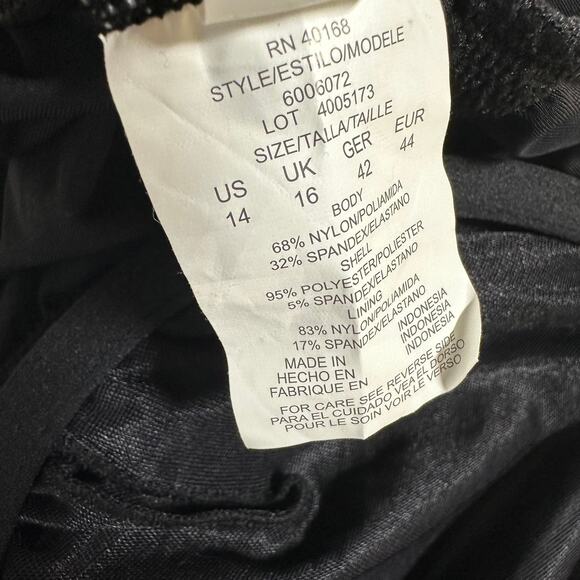 RN 40168
STYLE/ESTILO/MODELE
6006072
LOT 4005173
SIZE/TALLA/TAILLE
US UK GER EUR
14 16 42 44
BODY
68% NYLON/POLIAMIDA
32% SPANDEX/ELASTANO
SHELL
95% POLYESTER/POLIESTER
5% SPANDEX/ELASTANO
LINING
83% NYLON/POLIAMIDA
17% SPANDEX/ELASTANO
MADE IN INDONESIA
HECHO EN INDONESIA
FABRIQUE EN INDONESIA
FOR CARE SEE REVERSE SIDE
PARA EL CUIDADO VEA EL DORSO
POUR LE SOIN VOIR LE VERSO